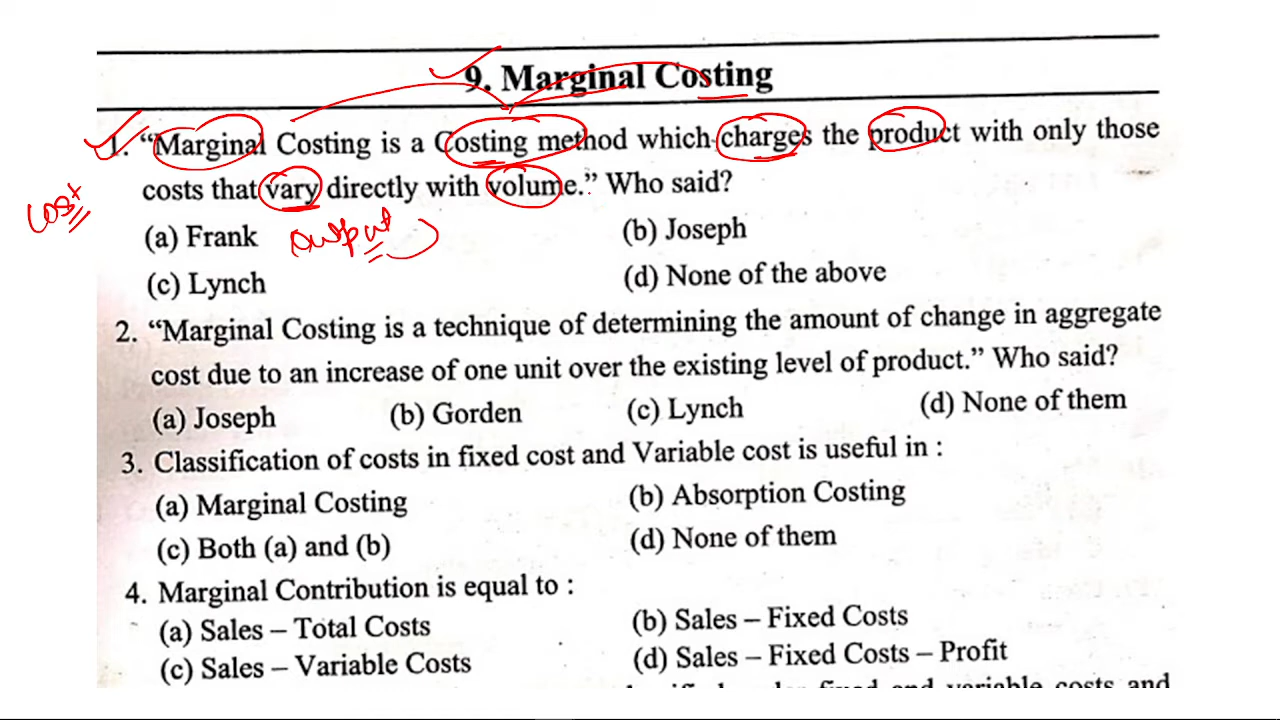 9. Marginal Costing
1. “Marginal Costing is a Costing method which charges the product with only those
costs that vary directly with volume.” Who said?
cost
(a) Frank
output
(b) Joseph
(c) Lynch
(d) None of the above
2. “Marginal Costing is a technique of determining the amount of change in aggregate
cost due to an increase of one unit over the existing level of product.” Who said?
(a) Joseph (b) Gorden (c) Lynch (d) None of them
3. Classification of costs in fixed cost and Variable cost is useful in :
(a) Marginal Costing (b) Absorption Costing
(c) Both (a) and (b) (d) None of them
4. Marginal Contribution is equal to :
(a) Sales – Total Costs (b) Sales – Fixed Costs
(c) Sales – Variable Costs (d) Sales – Fixed Costs – Profit
fixed and variable costs and